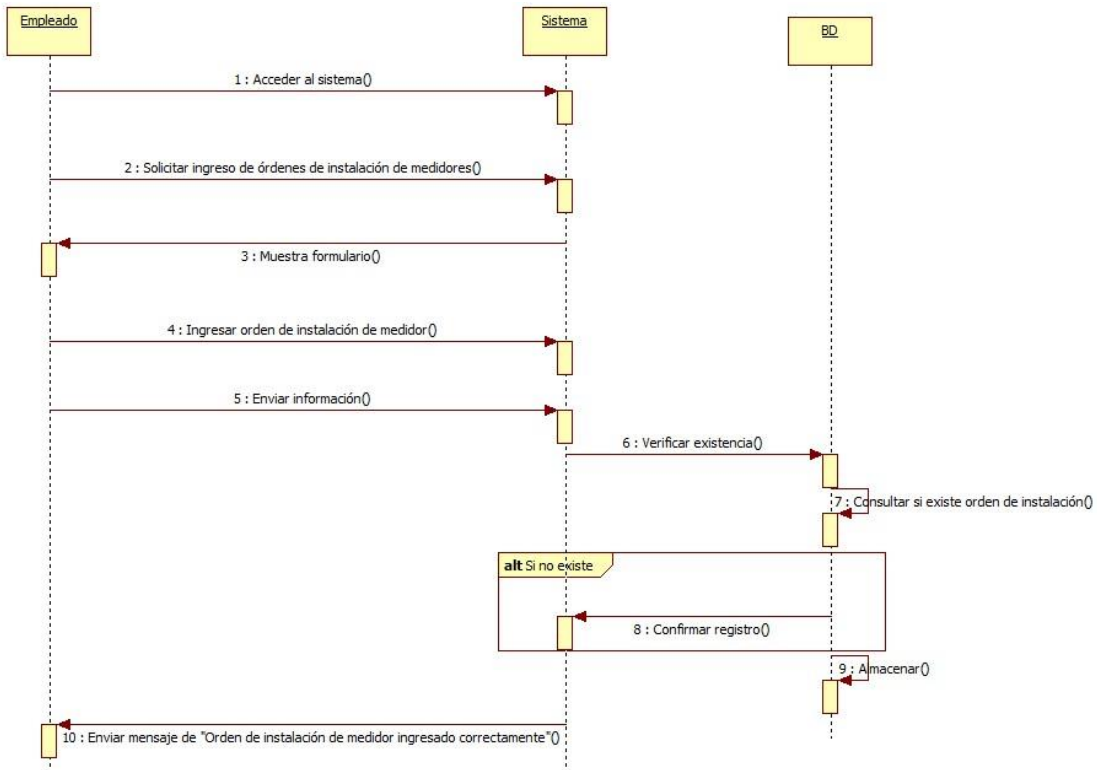 Empleado
Sistema
BD
1 : Acceder al sistema()
2 : Solicitar ingreso de órdenes de instalación de medidores()
3 : Muestra formulario()
4 : Ingresar orden de instalación de medidor()
5 : Enviar información()
6 : Verificar existencia()
7 : Consultar si existe orden de instalación()
alt Si no existe
8 : Confirmar registro()
9 : Almacenar()
10 : Enviar mensaje de "Orden de instalación de medidor ingresado correctamente"()